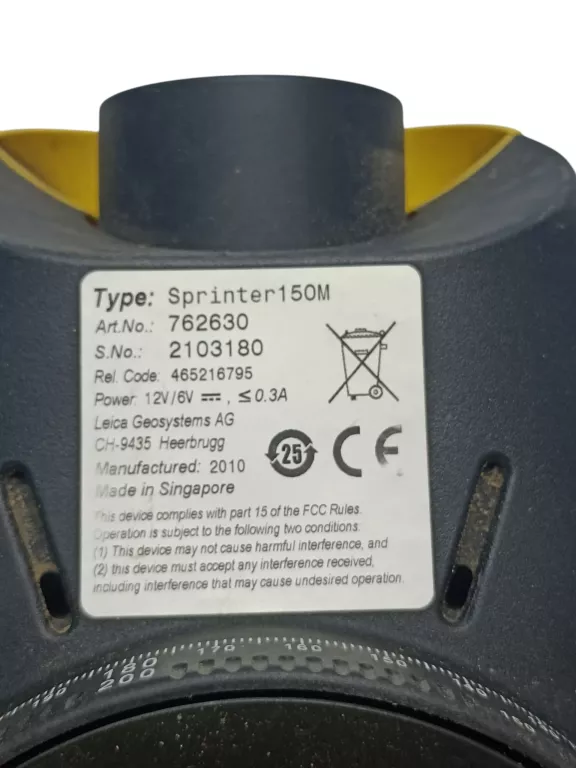 Type: Sprinter150M
Art.No.: 762630
S.No.: 2103180
Rel. Code: 465216795
Power: 12V/6V ⎓, ≤0.3A
Leica Geosystems AG
CH-9435 Heerbrugg
Manufactured: 2010
Made in Singapore
25
CE
This device complies with part 15 of the FCC Rules.
Operation is subject to the following two conditions:
(1) This device may not cause harmful interference, and
(2) this device must accept any interference received,
including interference that may cause undesired operation.
190 180 170 160 150 140
200